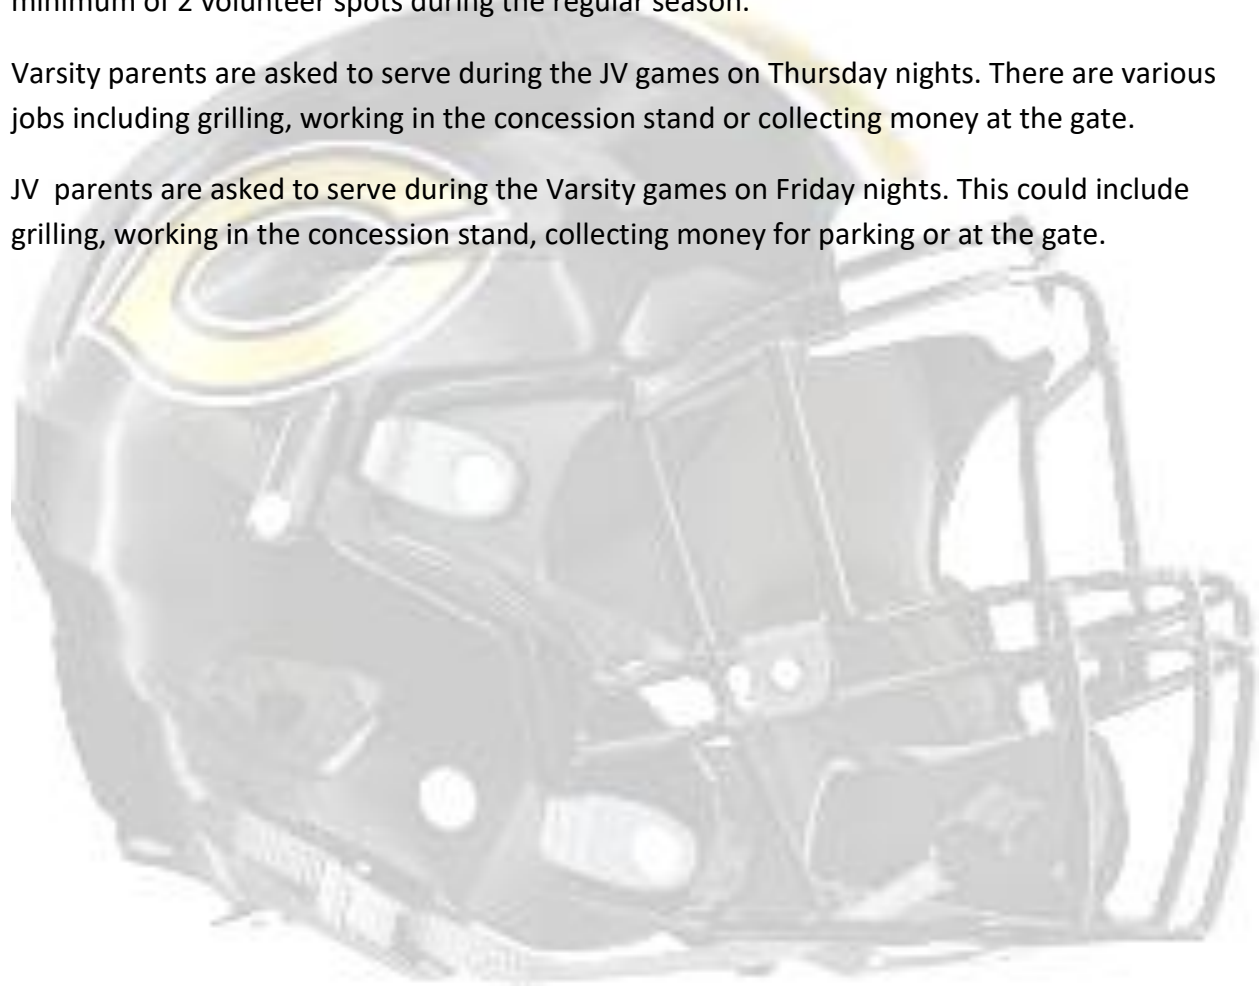 minimum of 2 volunteer spots during the regular season.
Varsity parents are asked to serve during the JV games on Thursday nights. There are various
jobs including grilling, working in the concession stand or collecting money at the gate.
JV  parents are asked to serve during the Varsity games on Friday nights. This could include
grilling, working in the concession stand, collecting money for parking or at the gate.